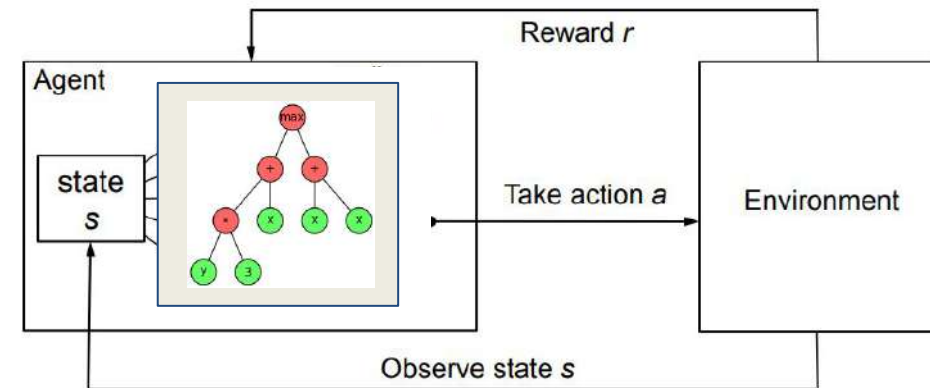 Reward r
Agent
max
+ +
state
s
* x x x
y 3
Take action a
Environment
Observe state s